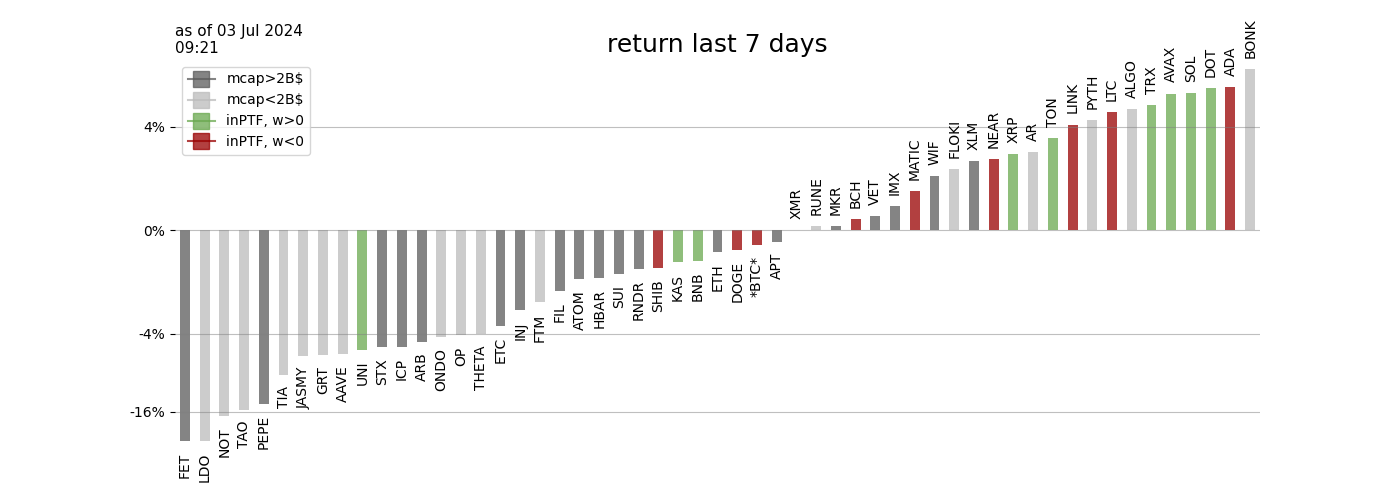 as of 03 Jul 2024
09:21
return last 7 days
mcap>2B$
mcap<2B$
inPTF, w>0
inPTF, w<0
4%
0%
-4%
-16%
FET
LDO
NOT
TAO
PEPE
TIA
JASMY
GRT
AAVE
UNI
STX
ICP
ARB
ONDO
OP
THETA
ETC
INJ
FTM
FIL
ATOM
HBAR
SUI
RNDR
SHIB
KAS
BNB
ETH
DOGE
*BTC*
APT
XMR
RUNE
MKR
BCH
VET
IMX
MATIC
WIF
FLOKI
XLM
NEAR
XRP
AR
TON
LINK
PYTH
LTC
ALGO
TRX
AVAX
SOL
DOT
ADA
BONK